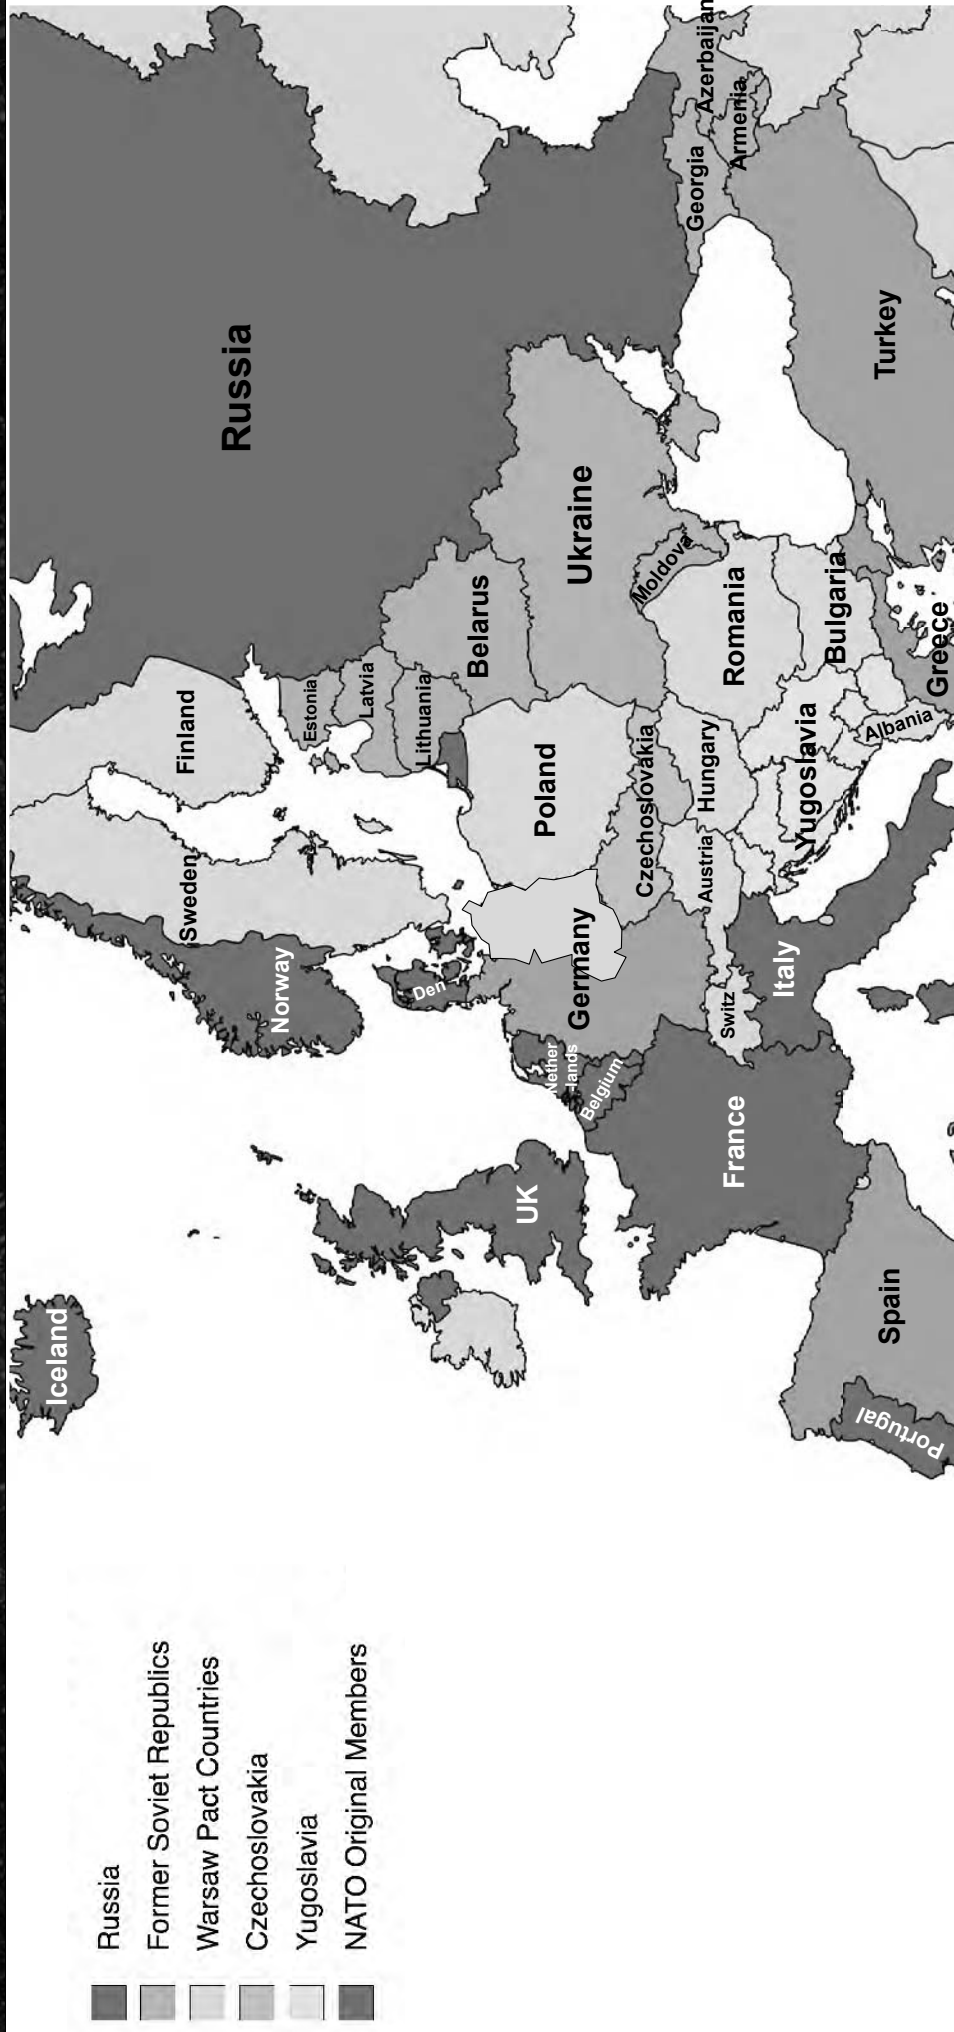 Russia
Former Soviet Republics
Warsaw Pact Countries
Czechoslovakia
Yugoslavia
NATO Original Members
Iceland
Norway
Sweden
Finland
Russia
Estonia
Latvia
Lithuania
Belarus
Den
UK
Nether
lands
Belgium
Germany
Poland
Ukraine
Czechoslovakia
Moldova
France
Switz
Austria
Hungary
Romania
Italy
Yugoslavia
Bulgaria
Albania
Greece
Georgia
Azerbaijan
Armenia
Turkey
Spain
Portugal